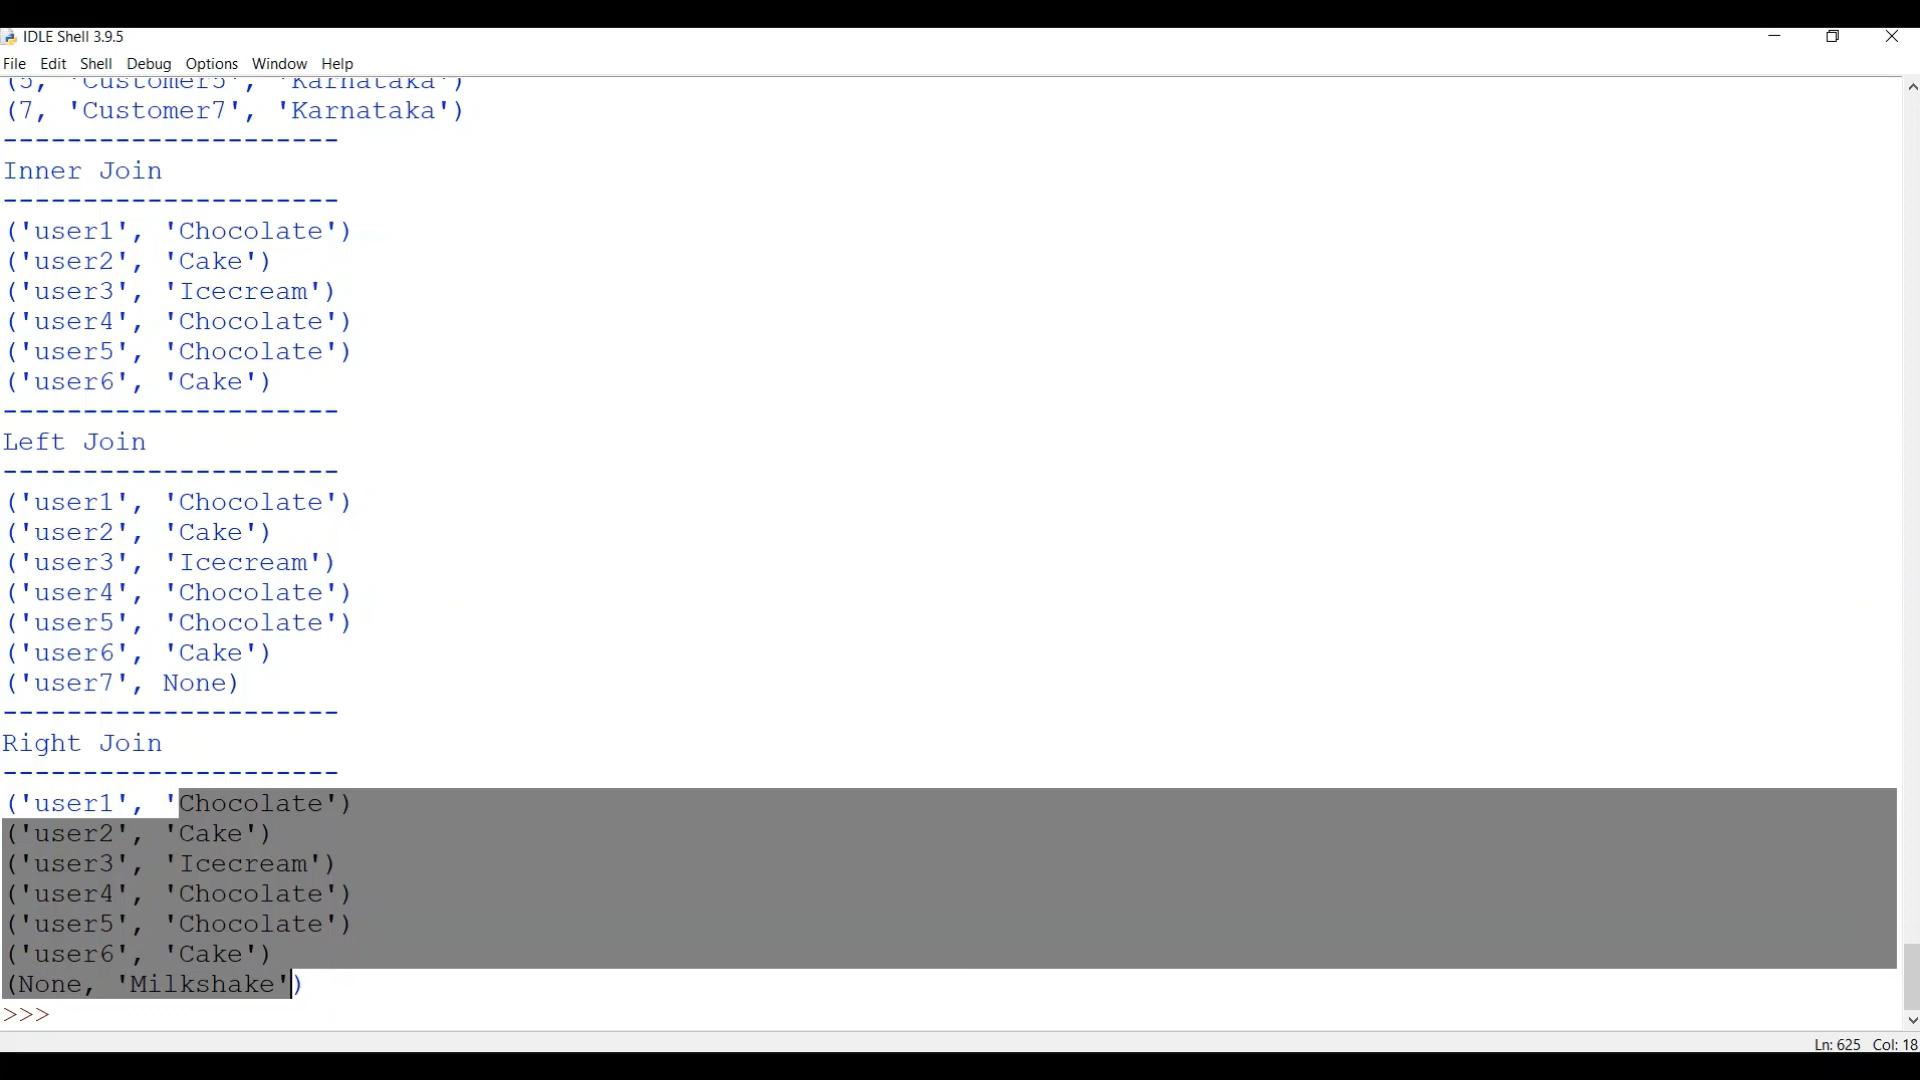 IDLE Shell 3.9.5
File Edit Shell Debug Options Window Help
(5, 'Customer5', 'Karnataka')
(7, 'Customer7', 'Karnataka')
---------------------
Inner Join
---------------------
('user1', 'Chocolate')
('user2', 'Cake')
('user3', 'Icecream')
('user4', 'Chocolate')
('user5', 'Chocolate')
('user6', 'Cake')
---------------------
Left Join
---------------------
('user1', 'Chocolate')
('user2', 'Cake')
('user3', 'Icecream')
('user4', 'Chocolate')
('user5', 'Chocolate')
('user6', 'Cake')
('user7', None)
---------------------
Right Join
---------------------
('user1', 'Chocolate')
('user2', 'Cake')
('user3', 'Icecream')
('user4', 'Chocolate')
('user5', 'Chocolate')
('user6', 'Cake')
(None, 'Milkshake')
>>>
Ln: 625 Col: 18